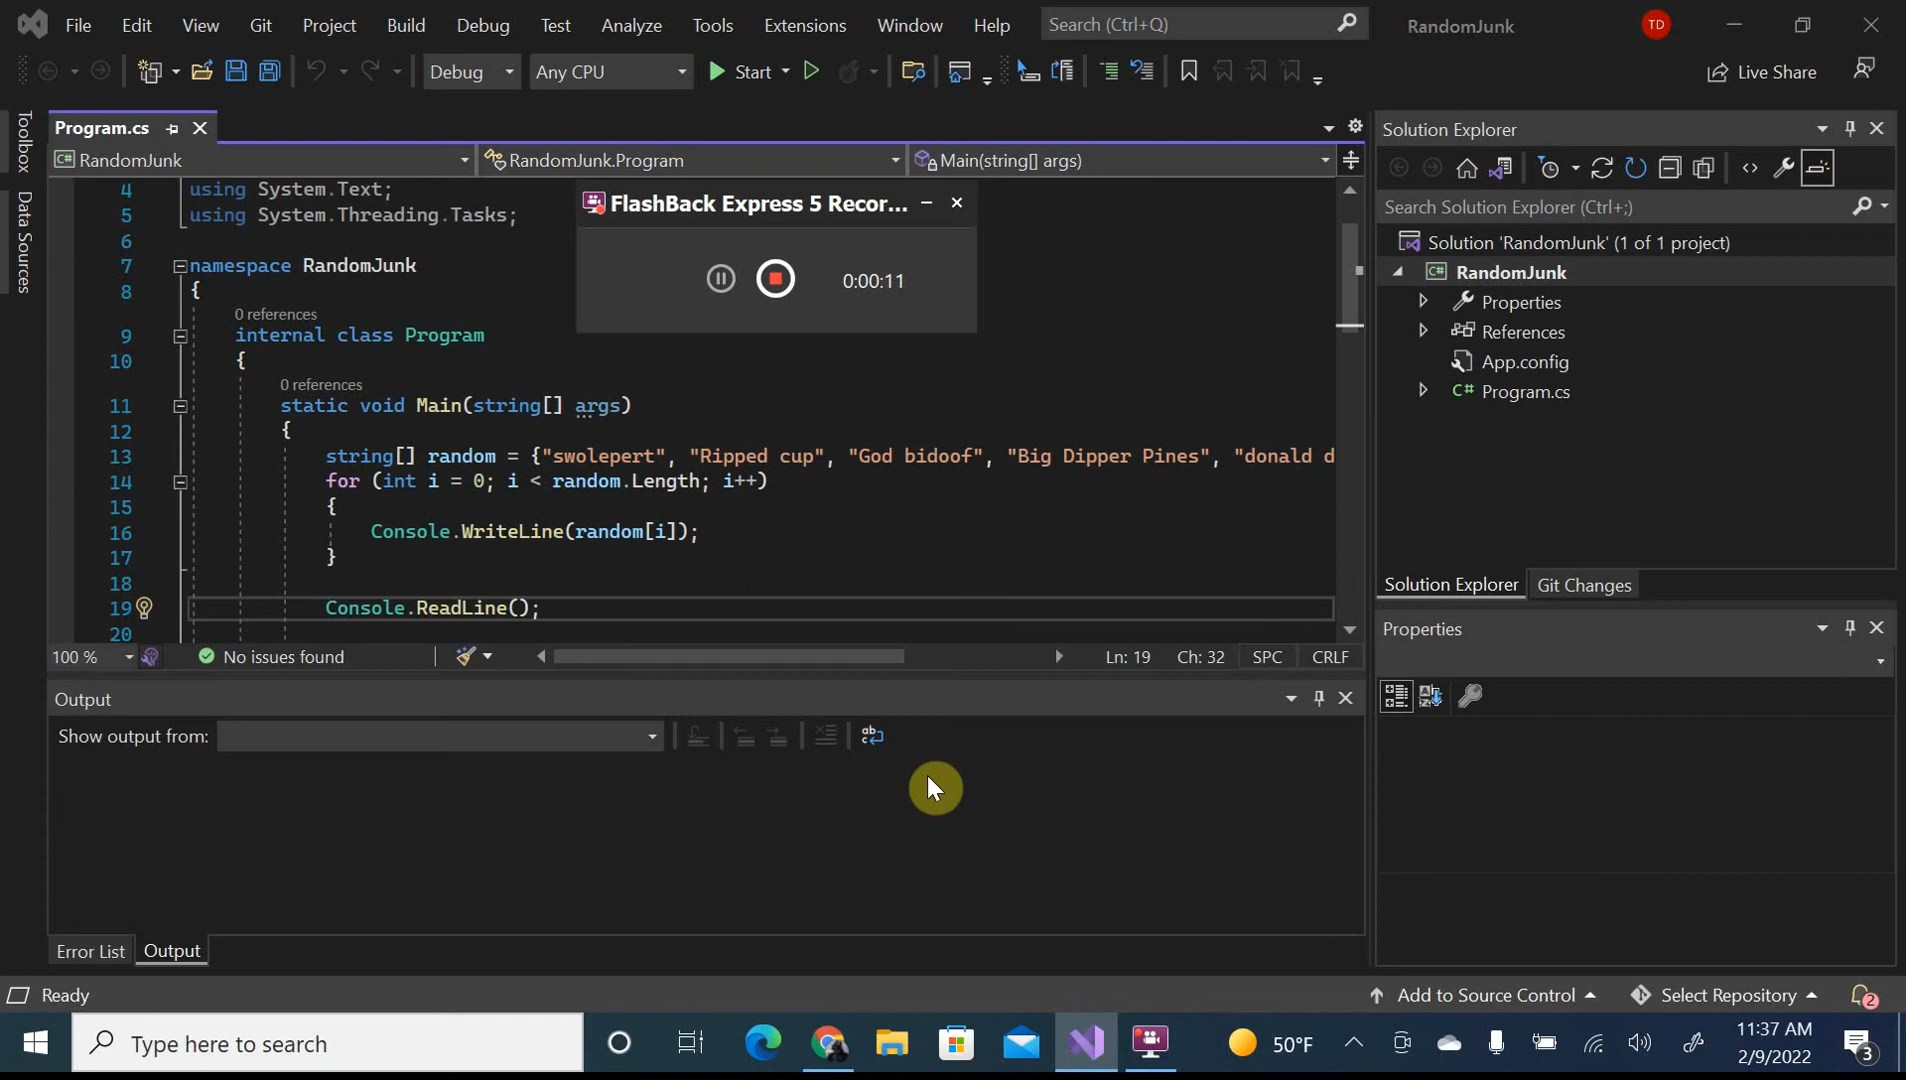 File Edit View Git Project Build Debug Test Tools Analyze Extensions Window Help Search (Ctrl+Q) RandomJunk TD
Debug Any CPU Start Live Share
Toolbox
Data Sources
Program.cs
RandomJunk RandomJunk.Program Main(string[] args)
4 using System.Text;
5 using System.Threading.Tasks;
6
7 namespace RandomJunk
8 {
0 references
9 internal class Program
10 {
0 references
11 static void Main(string[] args)
12 {
13 string[] random = {"swolepert", "Ripped cup", "God bidoof", "Big Dipper Pines", "donald d
14 for (int i = 0; i < random.Length; i++)
15 {
16 Console.WriteLine(random[i]);
17 }
18
19 Console.ReadLine();
20
FlashBack Express 5 Recor...
0:00:11
100 % No issues found Ln: 19 Ch: 32 SPC CRLF
Output
Show output from:
Error List Output
Solution Explorer
Search Solution Explorer (Ctrl+;)
Solution 'RandomJunk' (1 of 1 project)
C# RandomJunk
Properties
References
App.config
C# Program.cs
Solution Explorer Git Changes
Properties
Ready Add to Source Control Select Repository 2
Type here to search 50°F 11:37 AM
2/9/2022 3